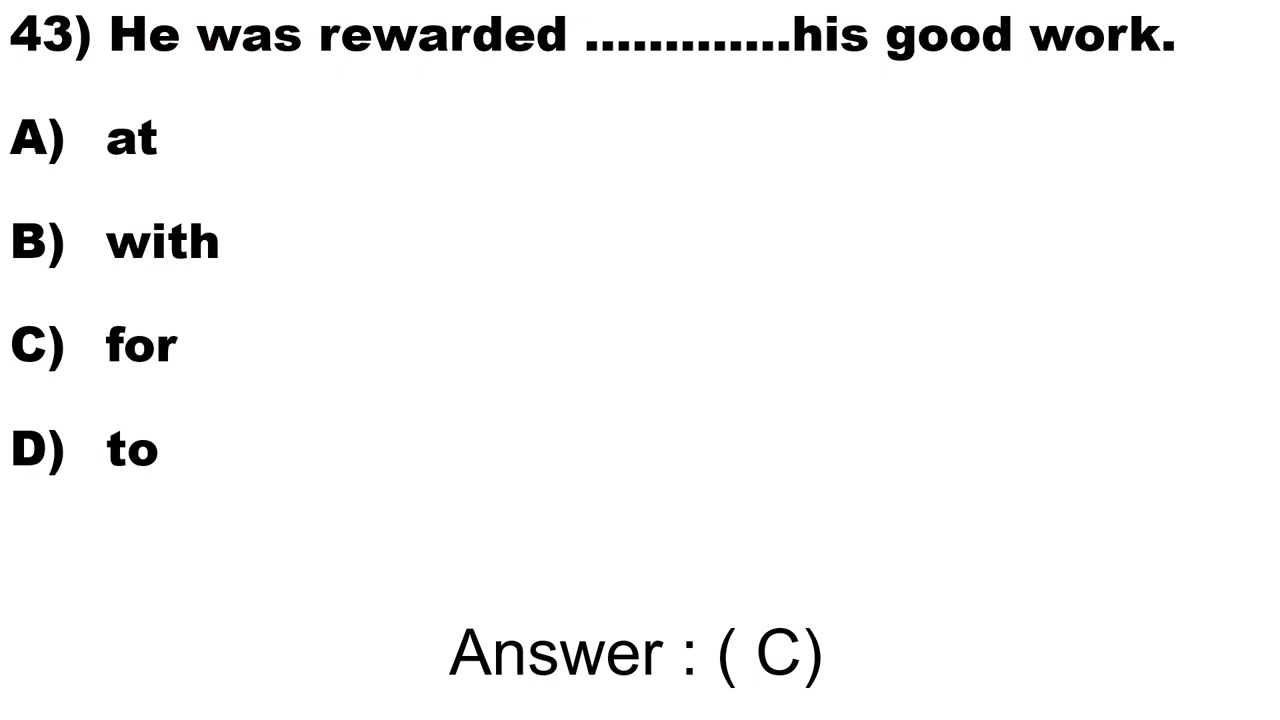 43) He was rewarded .............his good work.
A) at
B) with
C) for
D) to
Answer : ( C)